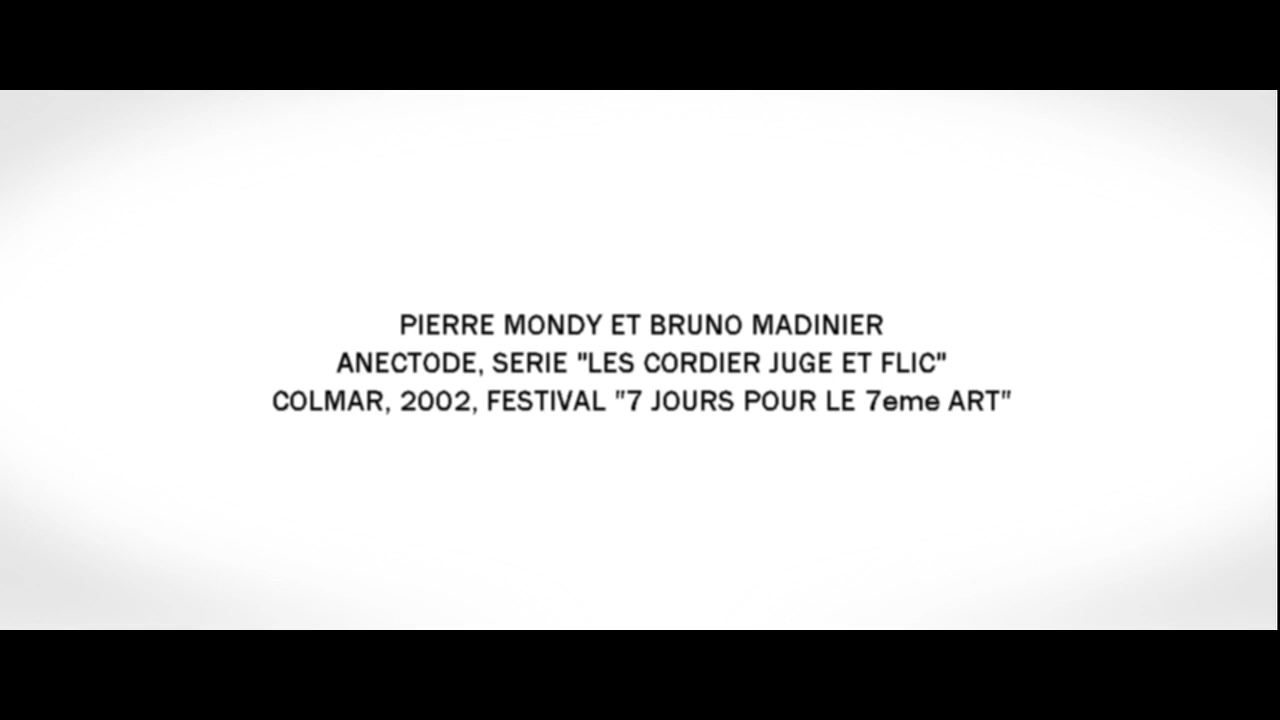 PIERRE MONDY ET BRUNO MADINIER
ANECTODE, SERIE "LES CORDIER JUGE ET FLIC"
COLMAR, 2002, FESTIVAL "7 JOURS POUR LE 7eme ART"